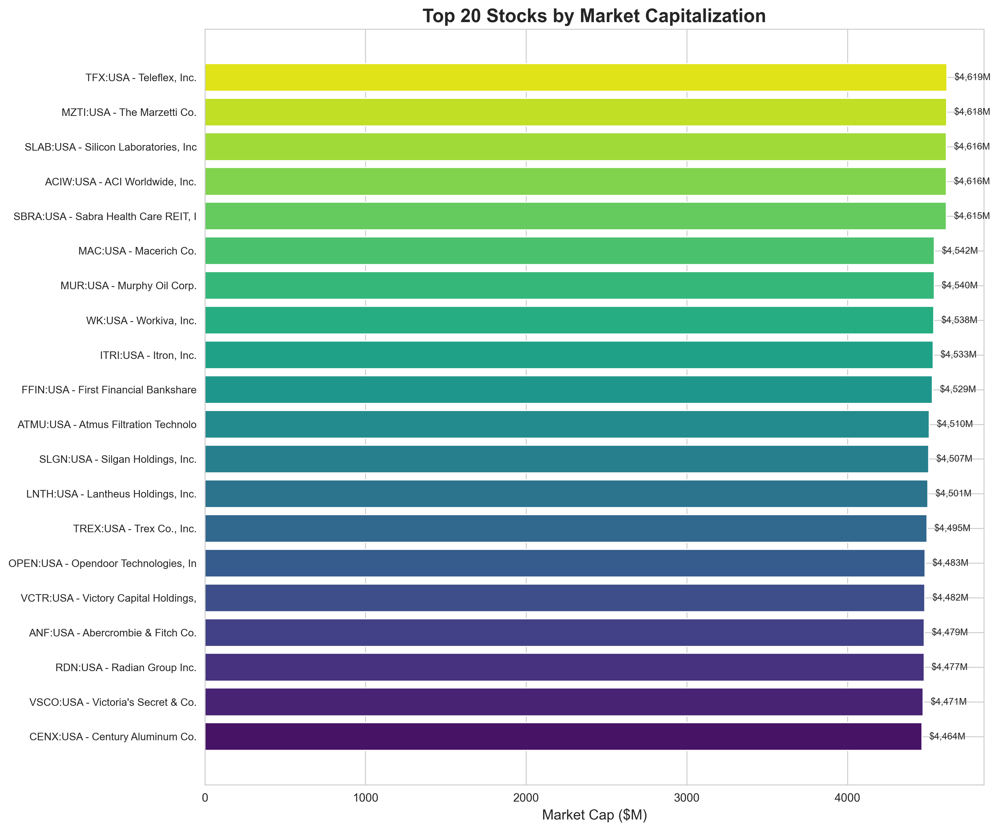 Top 20 Stocks by Market Capitalization
TFX:USA - Teleflex, Inc. $4,619M
MZTI:USA - The Marzetti Co. $4,618M
SLAB:USA - Silicon Laboratories, Inc $4,616M
ACIW:USA - ACI Worldwide, Inc. $4,616M
SBRA:USA - Sabra Health Care REIT, I $4,615M
MAC:USA - Macerich Co. $4,542M
MUR:USA - Murphy Oil Corp. $4,540M
WK:USA - Workiva, Inc. $4,538M
ITRI:USA - Itron, Inc. $4,533M
FFIN:USA - First Financial Bankshare $4,529M
ATMU:USA - Atmus Filtration Technolo $4,510M
SLGN:USA - Silgan Holdings, Inc. $4,507M
LNTH:USA - Lantheus Holdings, Inc. $4,501M
TREX:USA - Trex Co., Inc. $4,495M
OPEN:USA - Opendoor Technologies, In $4,483M
VCTR:USA - Victory Capital Holdings, $4,482M
ANF:USA - Abercrombie & Fitch Co. $4,479M
RDN:USA - Radian Group Inc. $4,477M
VSCO:USA - Victoria's Secret & Co. $4,471M
CENX:USA - Century Aluminum Co. $4,464M
0 1000 2000 3000 4000
Market Cap ($M)